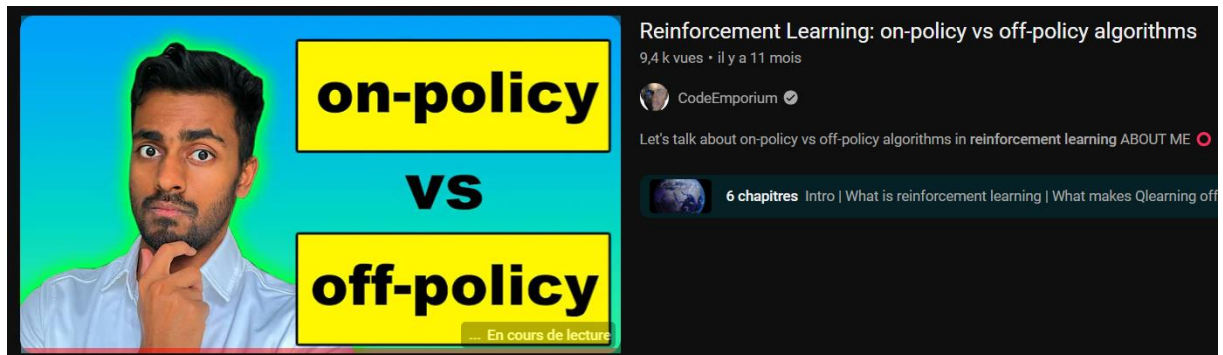 on-policy
vs
off-policy
... En cours de lecture
Reinforcement Learning: on-policy vs off-policy algorithms
9,4 k vues • il y a 11 mois
CodeEmporium
Let's talk about on-policy vs off-policy algorithms in reinforcement learning ABOUT ME ⭕
6 chapitres Intro | What is reinforcement learning | What makes Qlearning off